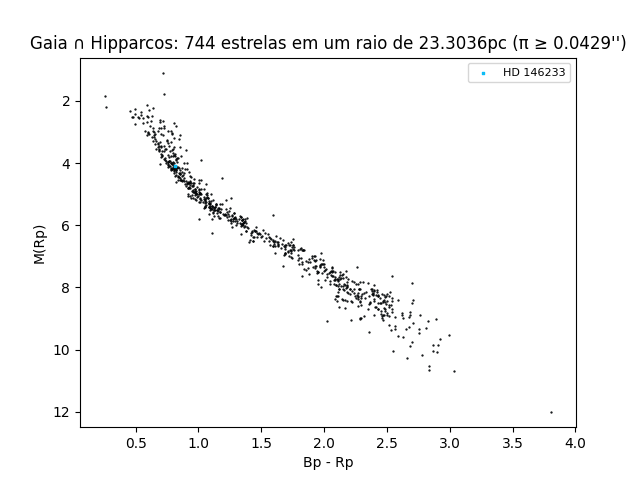 Gaia ∩ Hipparcos: 744 estrelas em um raio de 23.3036pc (π ≥ 0.0429'')
HD 146233
2
4
6
8
10
12
M(Rp)
0.5 1.0 1.5 2.0 2.5 3.0 3.5 4.0
Bp - Rp